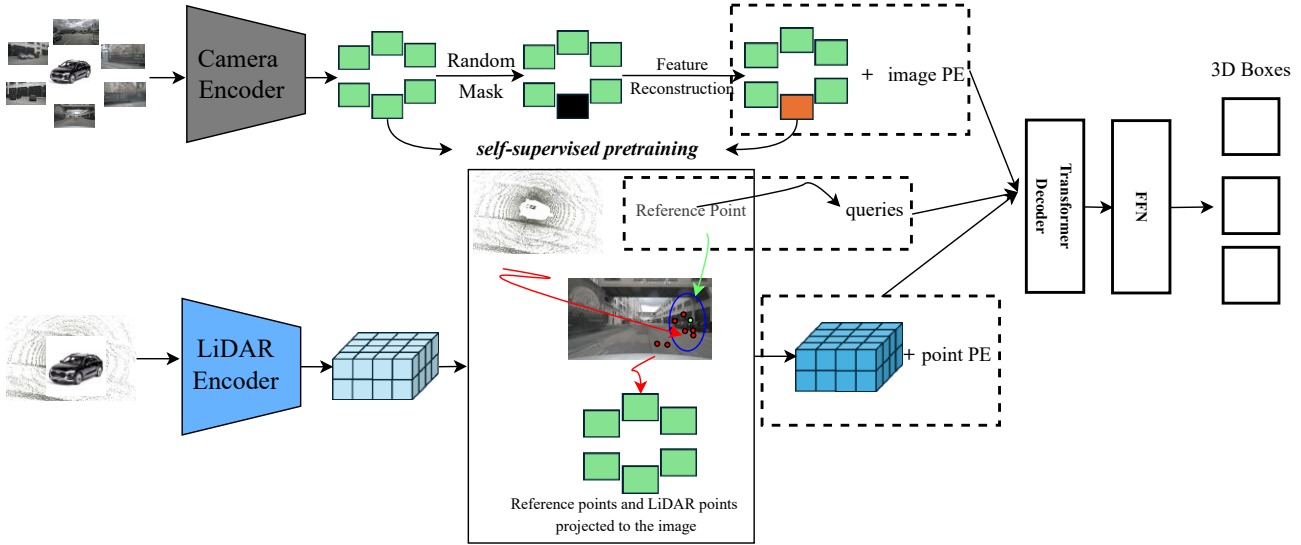 Camera
Encoder
Random
Mask
Feature
Reconstruction
+ image PE
3D Boxes
self-supervised pretraining
Reference Point
queries
Transformer
Decoder
FFN
LiDAR
Encoder
+ point PE
Reference points and LiDAR points
projected to the image